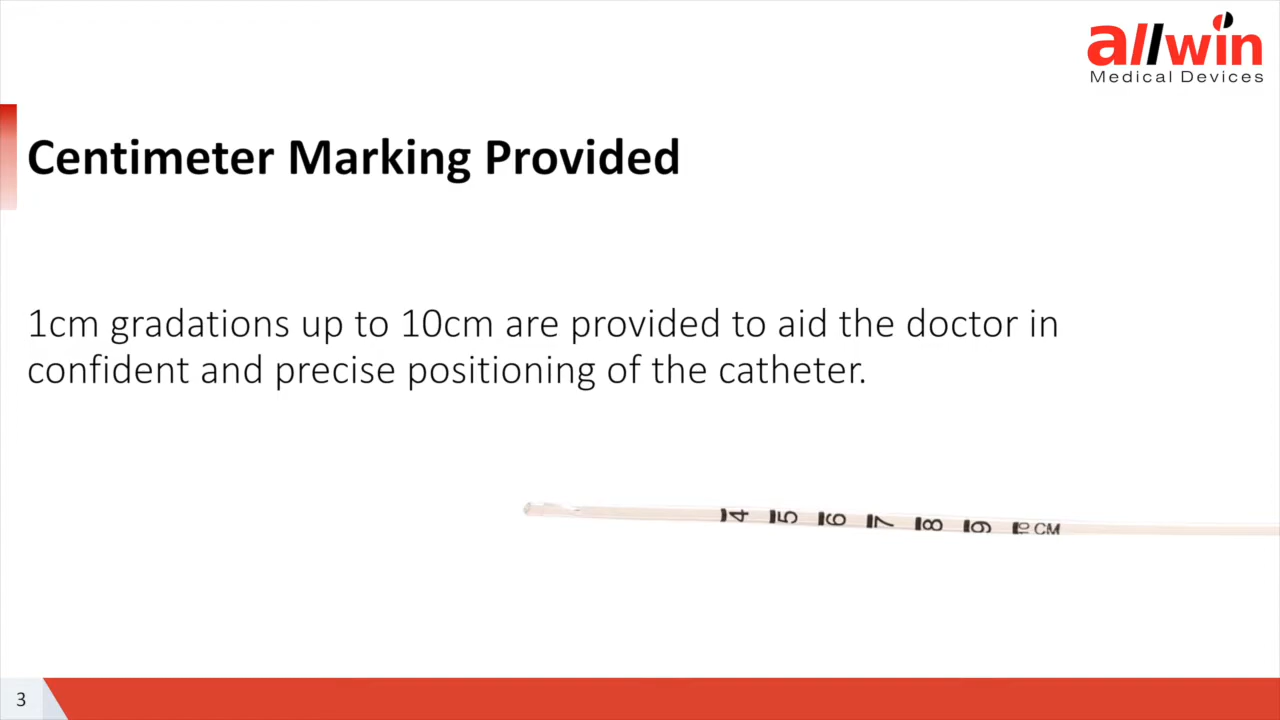 allwin
Medical Devices
Centimeter Marking Provided
1cm gradations up to 10cm are provided to aid the doctor in
confident and precise positioning of the catheter.
4 5 6 7 8 9 10 CM
3